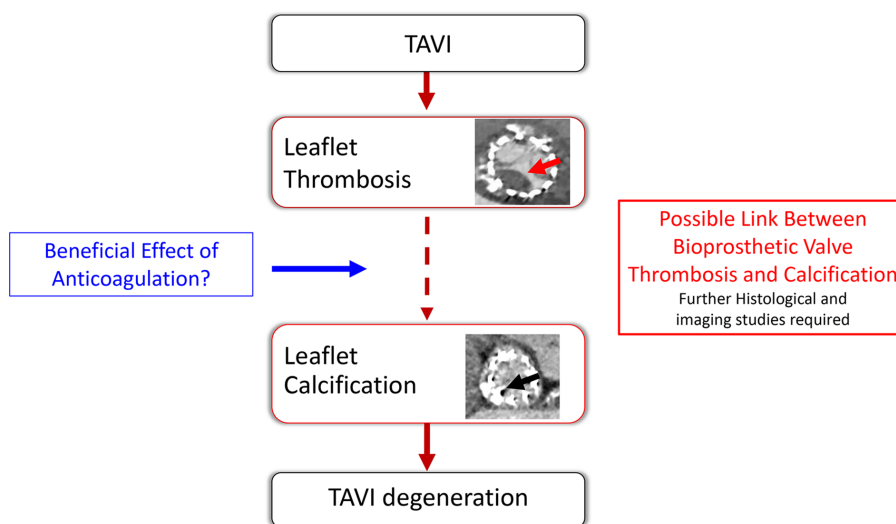 TAVI
Leaflet
Thrombosis
Beneficial Effect of
Anticoagulation?
Possible Link Between
Bioprosthetic Valve
Thrombosis and Calcification
Further Histological and
imaging studies required
Leaflet
Calcification
TAVI degeneration